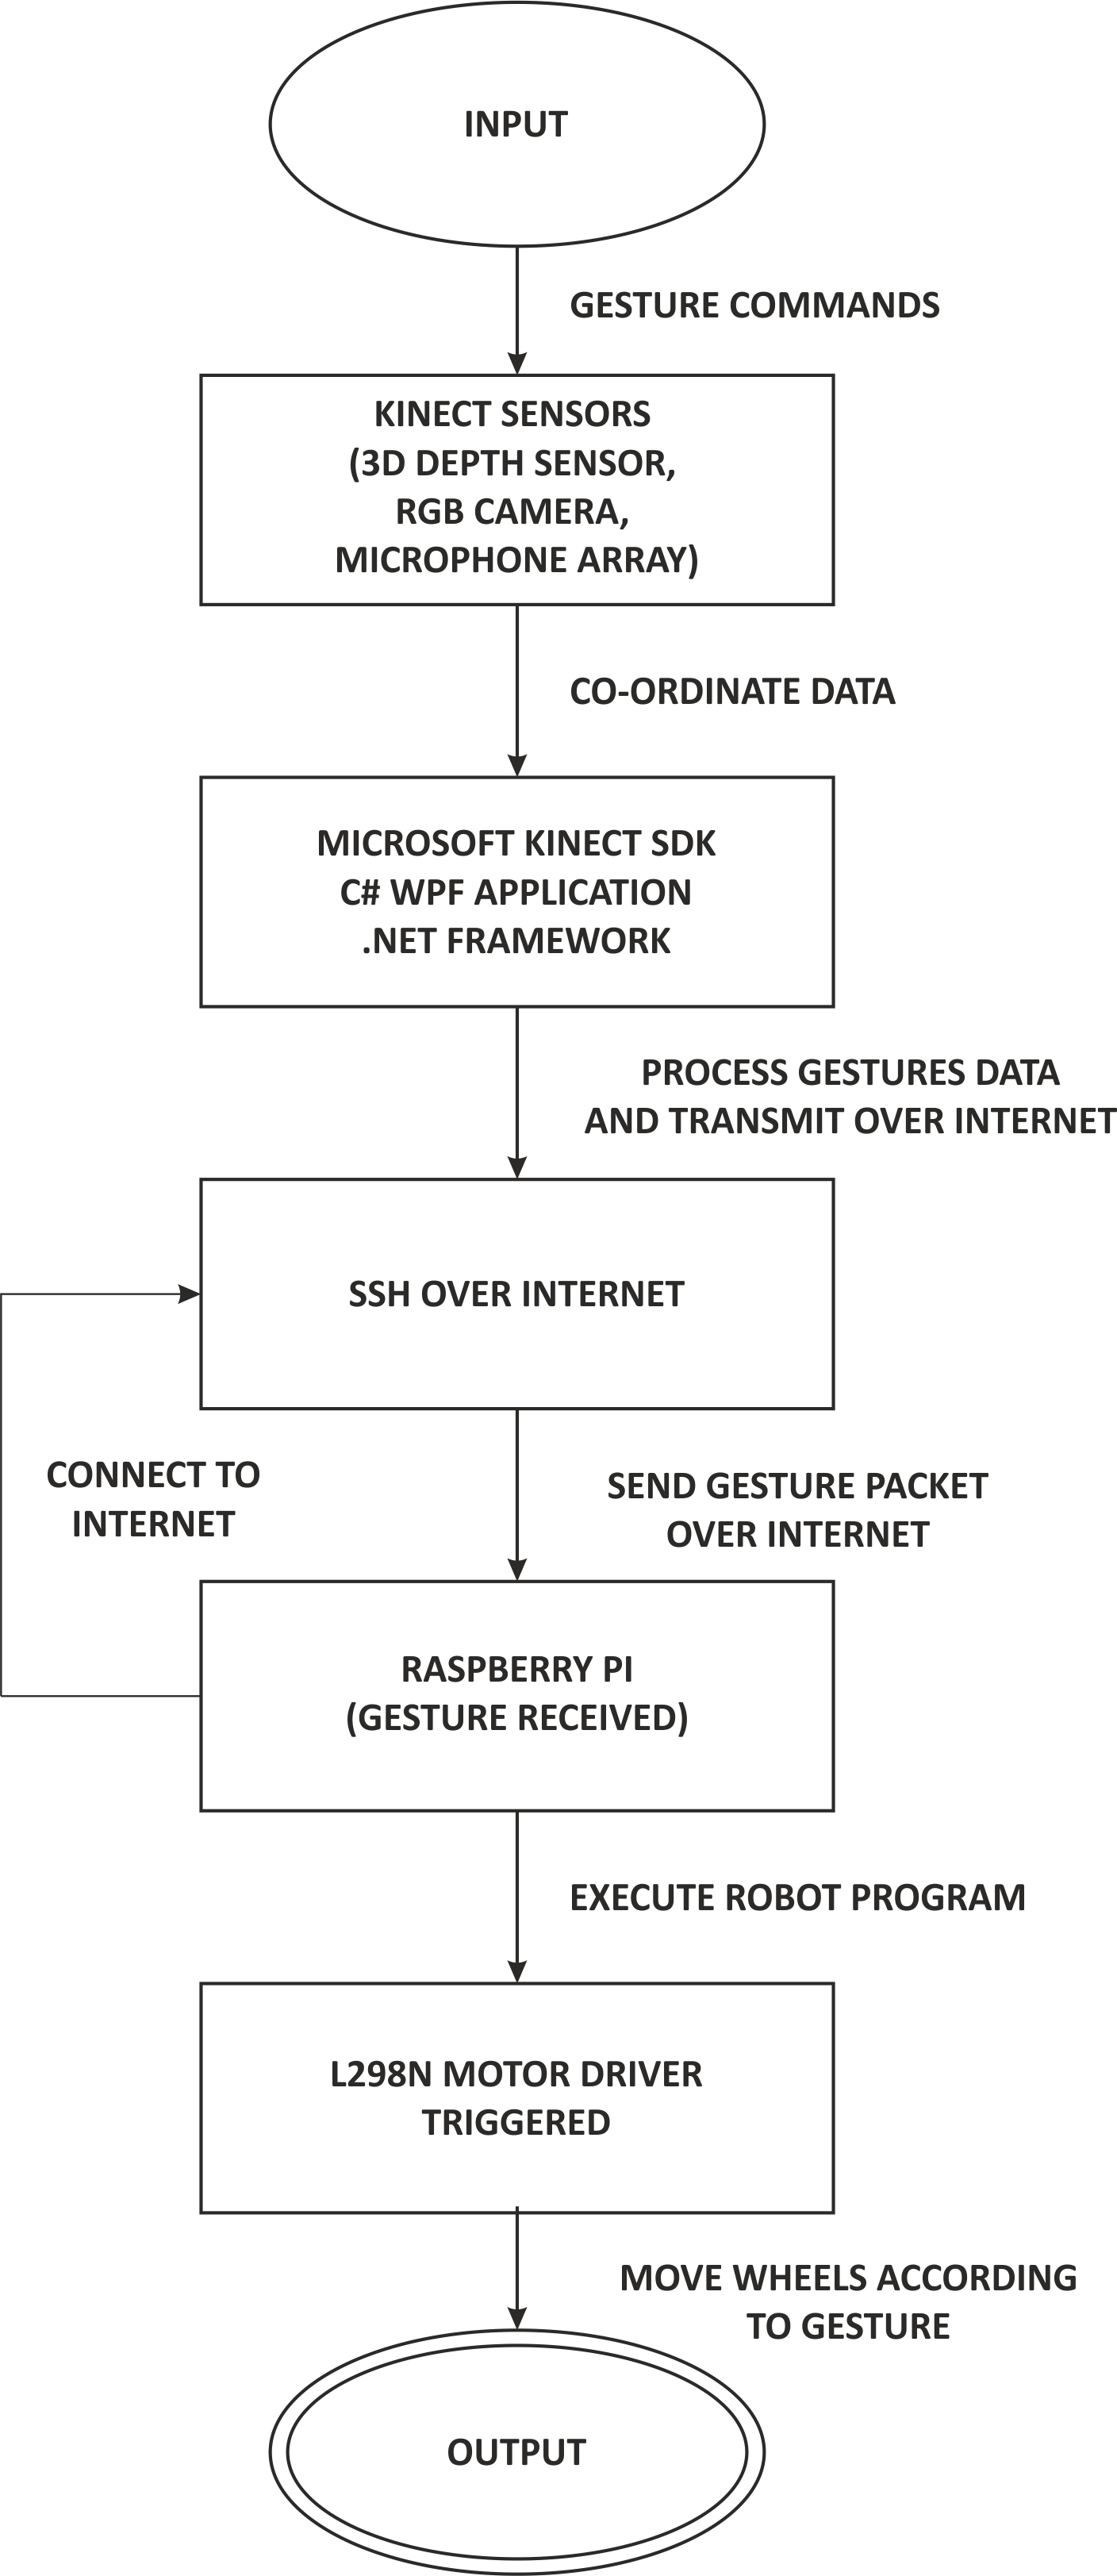 INPUT
GESTURE COMMANDS
KINECT SENSORS
(3D DEPTH SENSOR,
RGB CAMERA,
MICROPHONE ARRAY)
CO-ORDINATE DATA
MICROSOFT KINECT SDK
C# WPF APPLICATION
.NET FRAMEWORK
PROCESS GESTURES DATA
AND TRANSMIT OVER INTERNET
SSH OVER INTERNET
CONNECT TO
INTERNET
SEND GESTURE PACKET
OVER INTERNET
RASPBERRY PI
(GESTURE RECEIVED)
EXECUTE ROBOT PROGRAM
L298N MOTOR DRIVER
TRIGGERED
MOVE WHEELS ACCORDING
TO GESTURE
OUTPUT